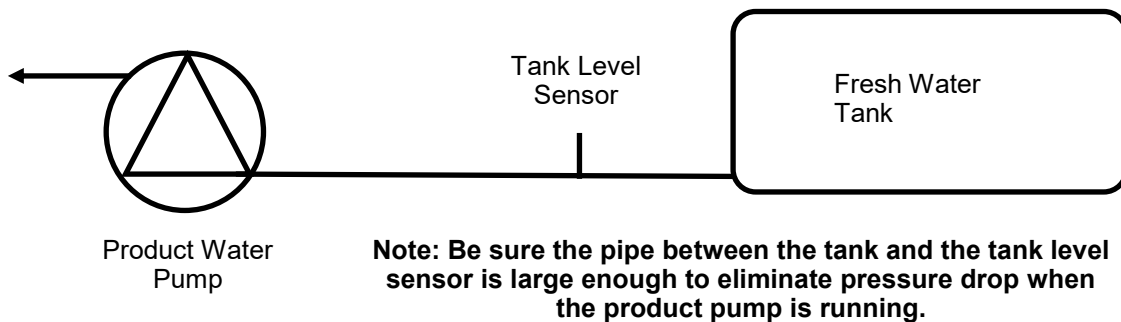 Tank Level
Sensor
Fresh Water
Tank
Product Water
Pump
Note: Be sure the pipe between the tank and the tank level
sensor is large enough to eliminate pressure drop when
the product pump is running.